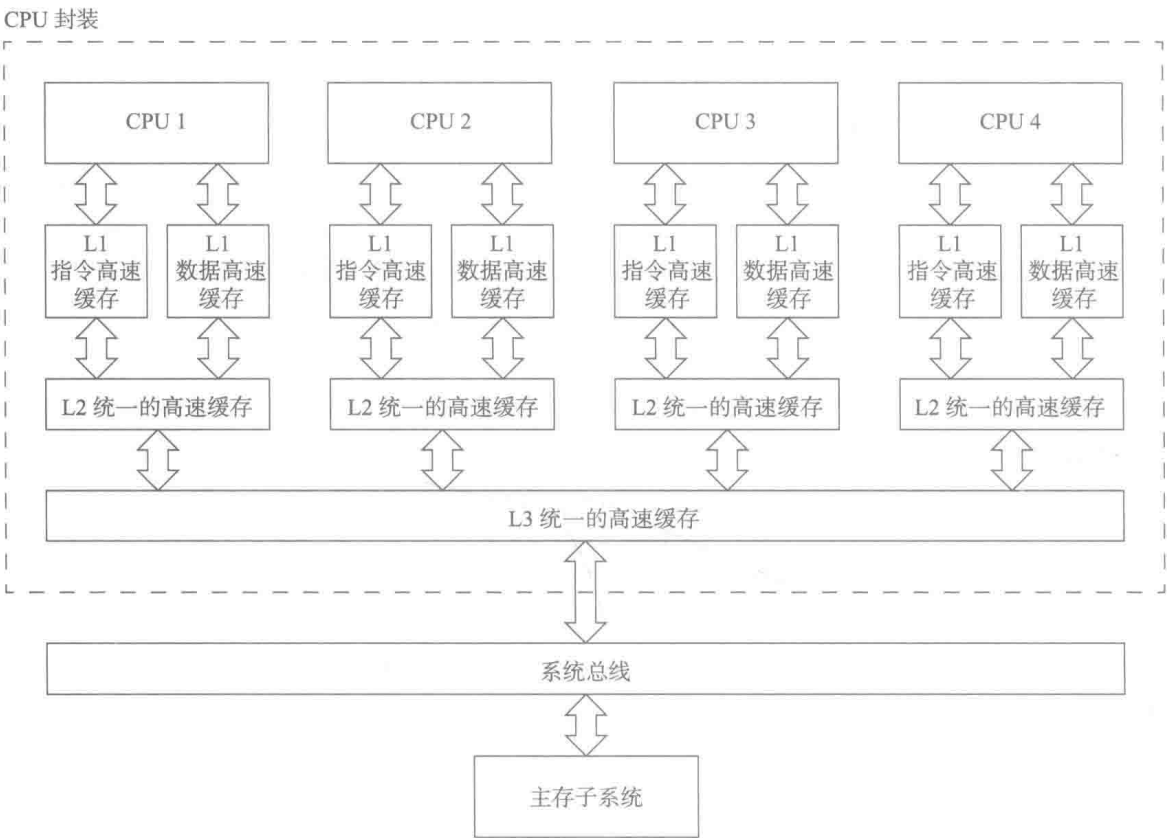 CPU 封装
CPU 1
CPU 2
CPU 3
CPU 4
L1
指令高速
缓存
L1
数据高速
缓存
L1
指令高速
缓存
L1
数据高速
缓存
L1
指令高速
缓存
L1
数据高速
缓存
L1
指令高速
缓存
L1
数据高速
缓存
L2 统一的高速缓存
L2 统一的高速缓存
L2 统一的高速缓存
L2 统一的高速缓存
L3 统一的高速缓存
系统总线
主存子系统